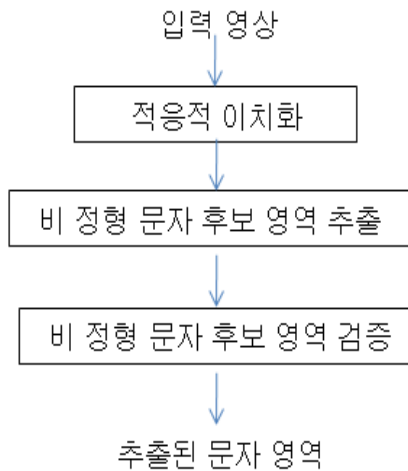 입력 영상
적응적 이치화
비 정형 문자 후보 영역 추출
비 정형 문자 후보 영역 검증
추출된 문자 영역